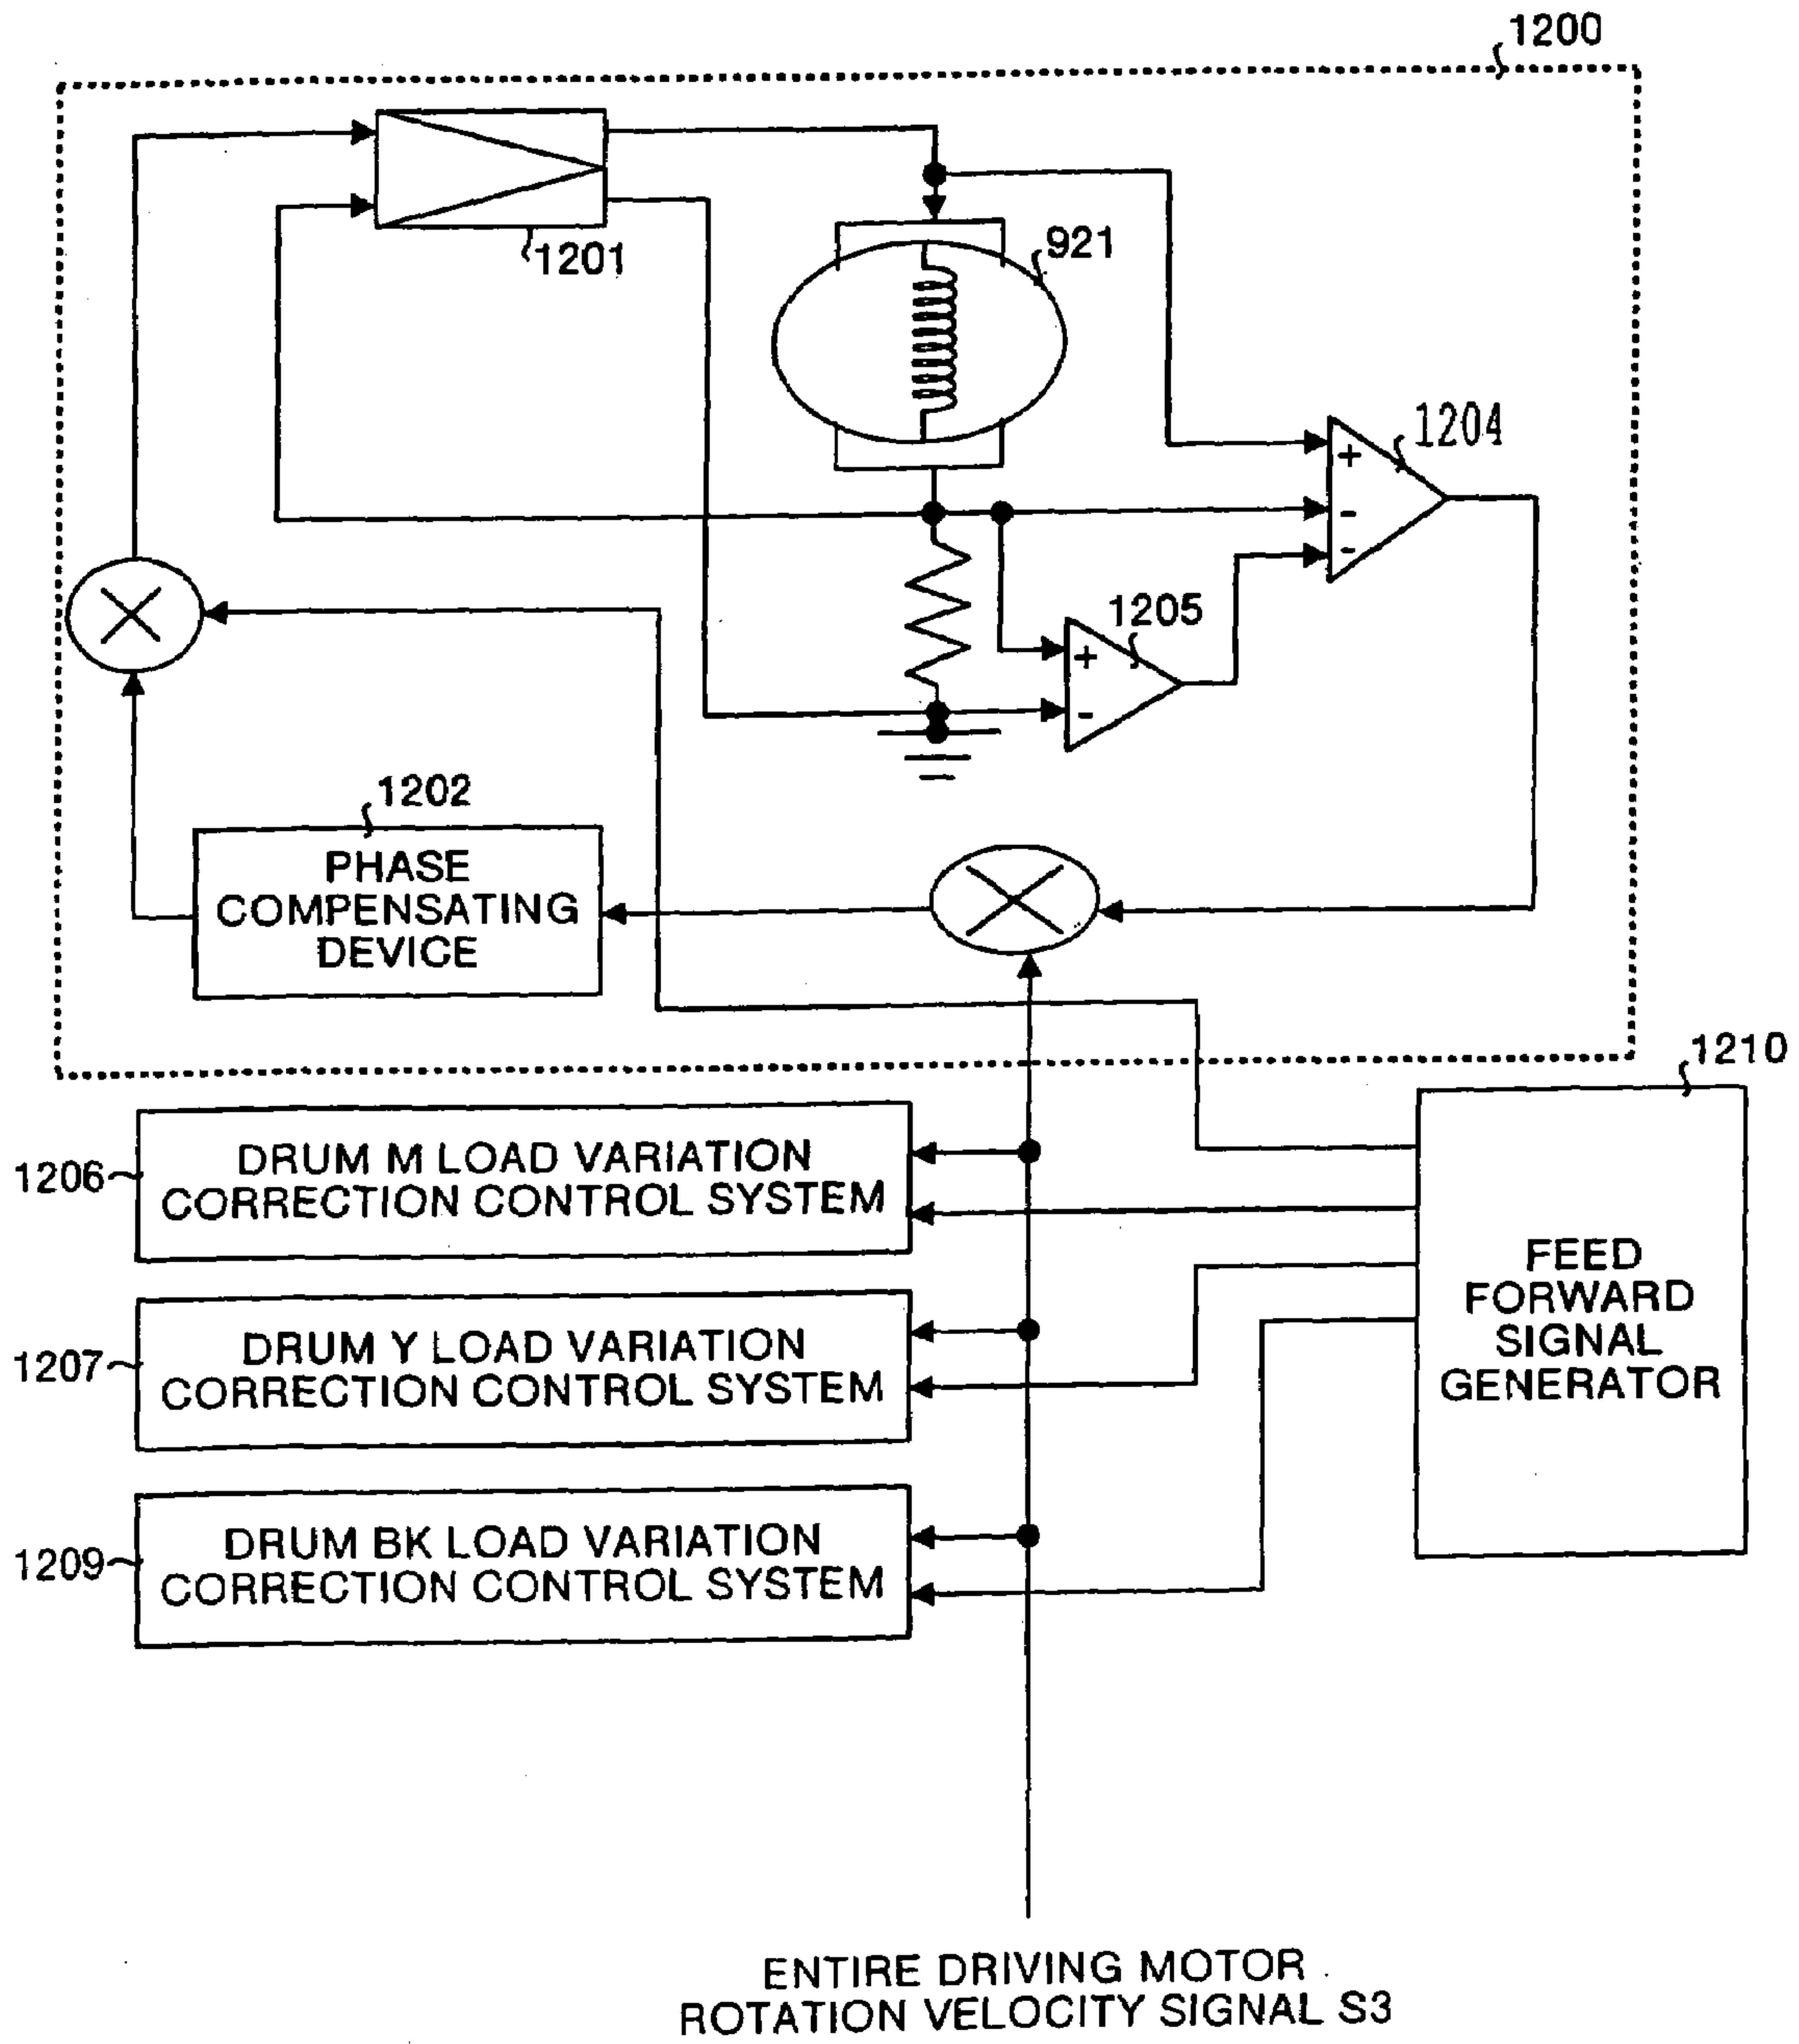 1200
1201
921
1204
+
-
-
1205
+
-
1202
PHASE
COMPENSATING
DEVICE
1210
1206
DRUM M LOAD VARIATION
CORRECTION CONTROL SYSTEM
FEED
FORWARD
SIGNAL
GENERATOR
1207
DRUM Y LOAD VARIATION
CORRECTION CONTROL SYSTEM
1209
DRUM BK LOAD VARIATION
CORRECTION CONTROL SYSTEM
ENTIRE DRIVING MOTOR
ROTATION VELOCITY SIGNAL S3